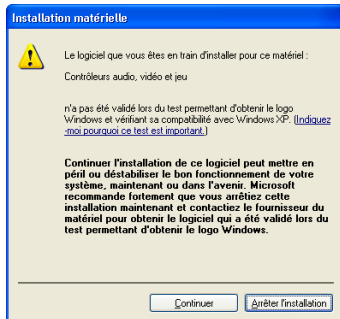 Installation matérielle
Le logiciel que vous êtes en train d'installer pour ce matériel :
Contrôleurs audio, vidéo et jeu
n'a pas été validé lors du test permettant d'obtenir le logo
Windows et vérifiant sa compatibilité avec Windows XP. (Indiquez
-moi pourquoi ce test est important.)
Continuer l'installation de ce logiciel peut mettre en
péril ou déstabiliser le bon fonctionnement de votre
système, maintenant ou dans l'avenir. Microsoft
recommande fortement que vous arrêtiez cette
installation maintenant et contactiez le fournisseur du
matériel pour obtenir le logiciel qui a été validé lors du
test permettant d'obtenir le logo Windows.
Continuer Arrêter l'installation